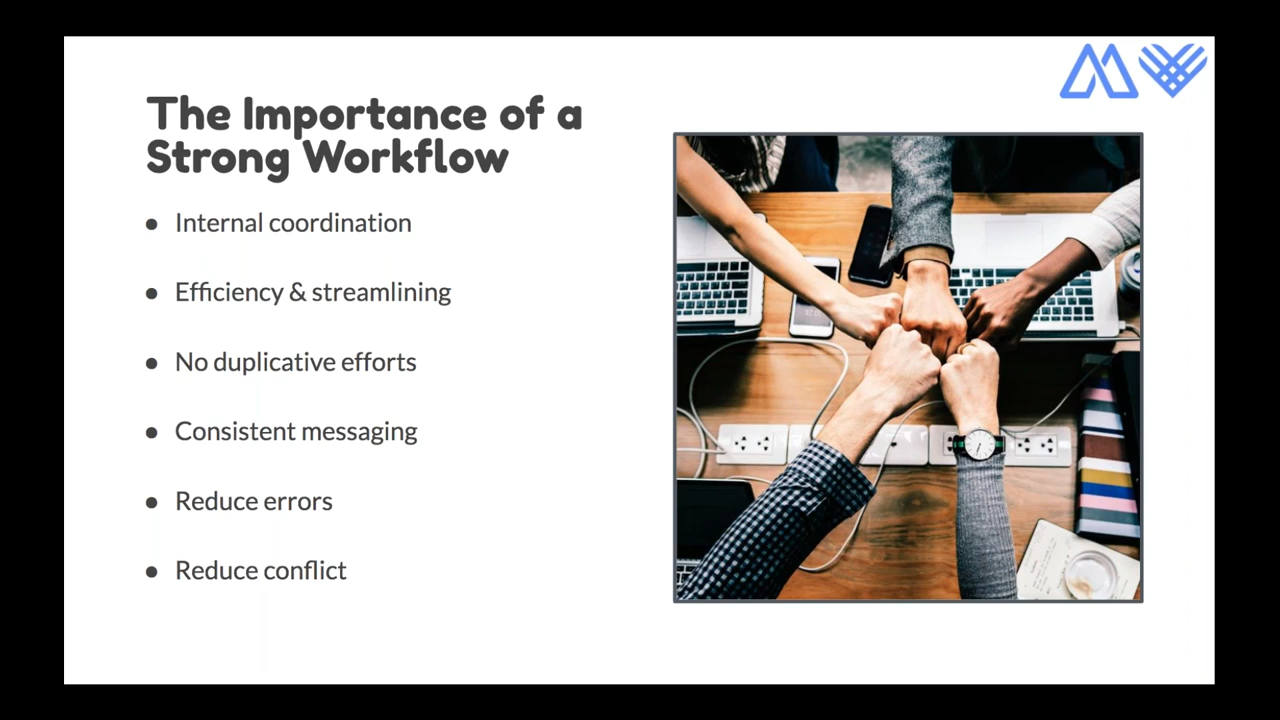 The Importance of a
Strong Workflow
● Internal coordination
● Efficiency & streamlining
● No duplicative efforts
● Consistent messaging
● Reduce errors
● Reduce conflict